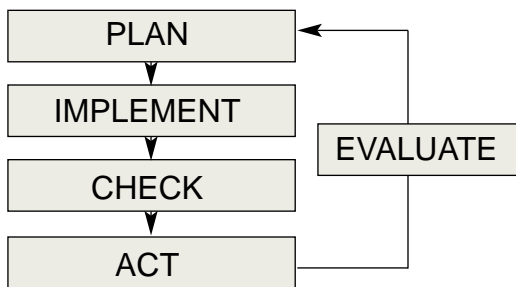 PLAN
IMPLEMENT
EVALUATE
CHECK
ACT